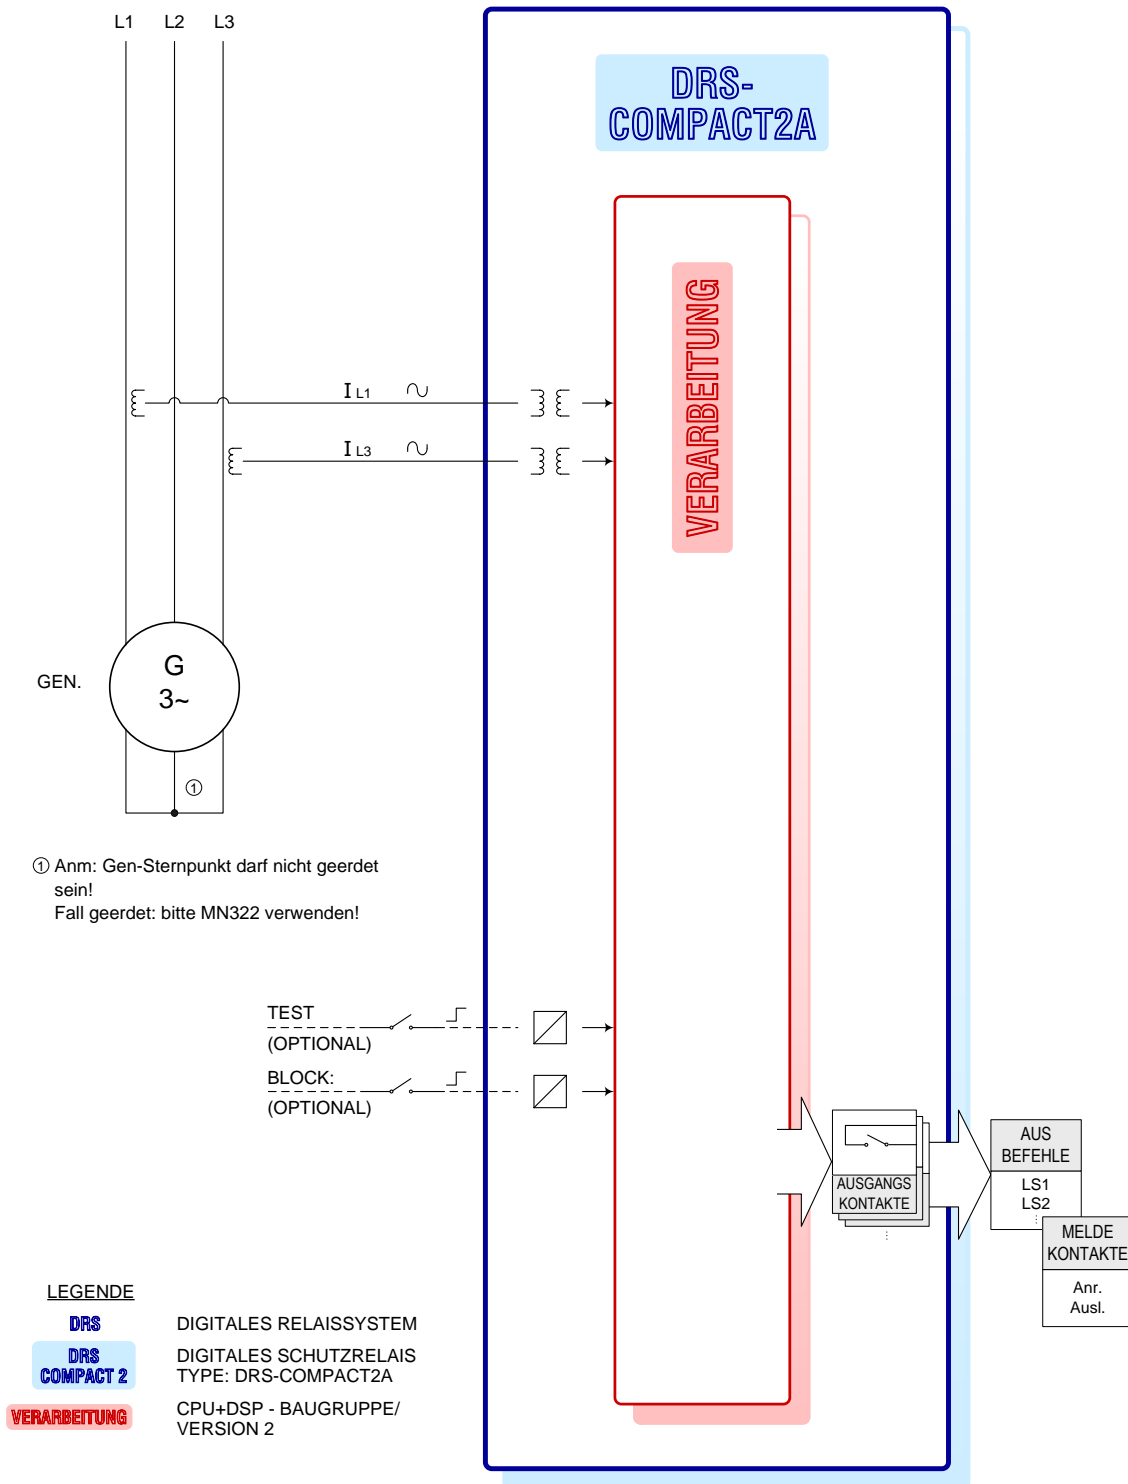 L1 L2 L3
DRS-
COMPACT2A
VERARBEITUNG
I L1
I L3
G
3~
GEN.
①
① Anm: Gen-Sternpunkt darf nicht geerdet
sein!
Fall geerdet: bitte MN322 verwenden!
TEST
(OPTIONAL)
BLOCK:
(OPTIONAL)
AUSGANGS
KONTAKTE
AUS
BEFEHLE
LS1
LS2
MELDE
KONTAKTE
Anr.
Ausl.
LEGENDE
DRS DIGITALES RELAISSYSTEM
DRS
COMPACT 2
DIGITALES SCHUTZRELAIS
TYPE: DRS-COMPACT2A
VERARBEITUNG
CPU+DSP - BAUGRUPPE/
VERSION 2